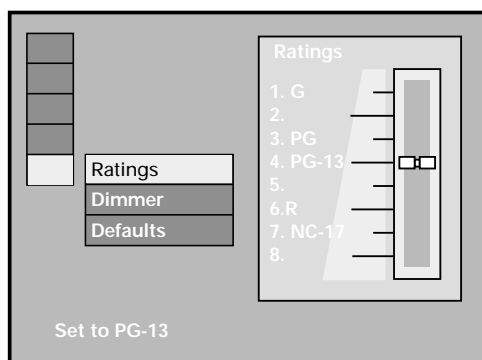 Ratings
1. G
2.
3. PG
4. PG-13
5.
6.R
7. NC-17
8.
Ratings
Dimmer
Defaults
Set to PG-13